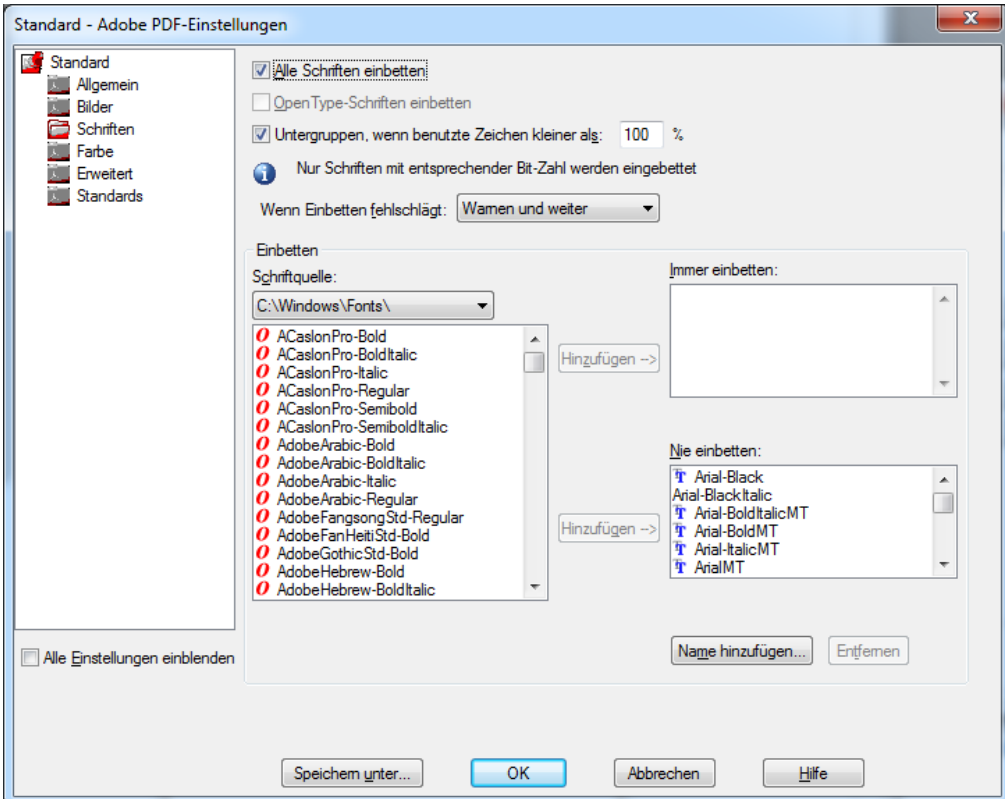 Standard - Adobe PDF-Einstellungen
Standard
Allgemein
Bilder
Schriften
Farbe
Erweitert
Standards
Alle Einstellungen einblenden
Alle Schriften einbetten
OpenType-Schriften einbetten
Untergruppen, wenn benutzte Zeichen kleiner als: 100 %
Nur Schriften mit entsprechender Bit-Zahl werden eingebettet
Wenn Einbetten fehlschlägt: Warnen und weiter
Einbetten
Schriftquelle:
C:\Windows\Fonts\
ACaslonPro-Bold
ACaslonPro-BoldItalic
ACaslonPro-Italic
ACaslonPro-Regular
ACaslonPro-Semibold
ACaslonPro-SemiboldItalic
AdobeArabic-Bold
AdobeArabic-BoldItalic
AdobeArabic-Italic
AdobeArabic-Regular
AdobeFangsongStd-Regular
AdobeFanHeitiStd-Bold
AdobeGothicStd-Bold
AdobeHebrew-Bold
AdobeHebrew-BoldItalic
Hinzufügen -->
Immer einbetten:
Hinzufügen -->
Nie einbetten:
Arial-Black
Arial-BlackItalic
Arial-BoldItalicMT
Arial-BoldMT
Arial-ItalicMT
ArialMT
Name hinzufügen...
Entfernen
Speichern unter...
OK
Abbrechen
Hilfe